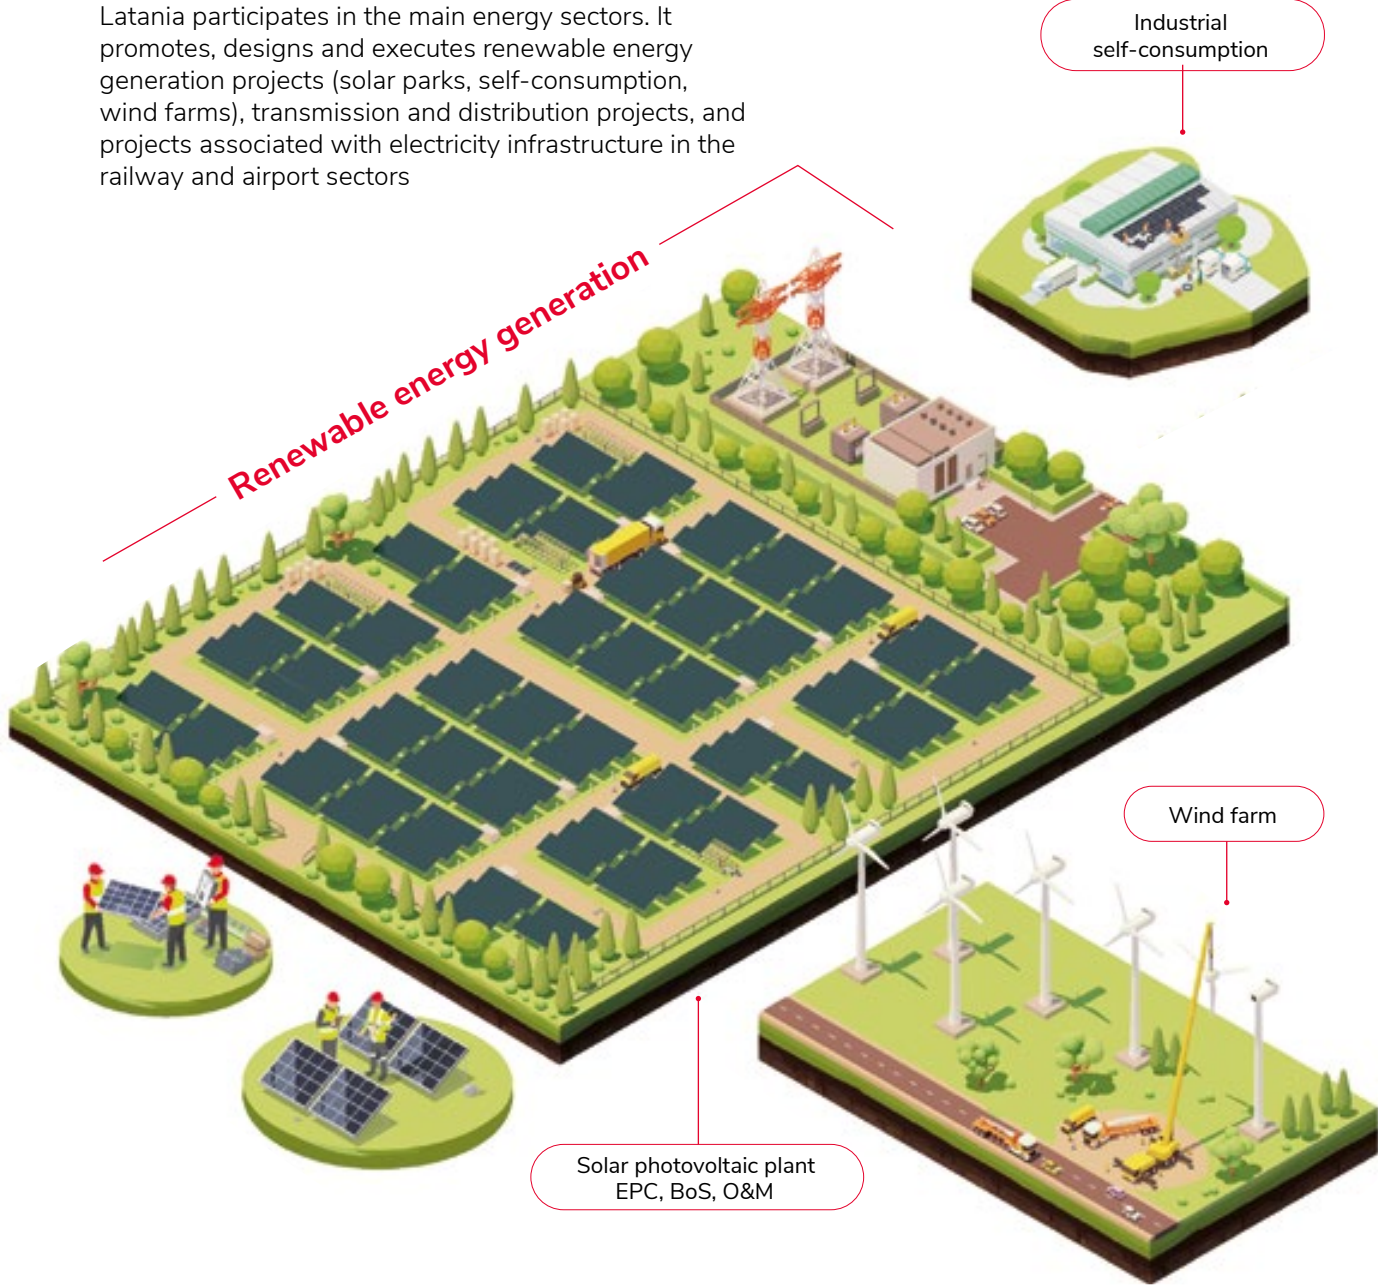 Latania participates in the main energy sectors. It
promotes, designs and executes renewable energy
generation projects (solar parks, self-consumption,
wind farms), transmission and distribution projects, and
projects associated with electricity infrastructure in the
railway and airport sectors
Industrial
self-consumption
Renewable energy generation
Wind farm
Solar photovoltaic plant
EPC, BoS, O&M